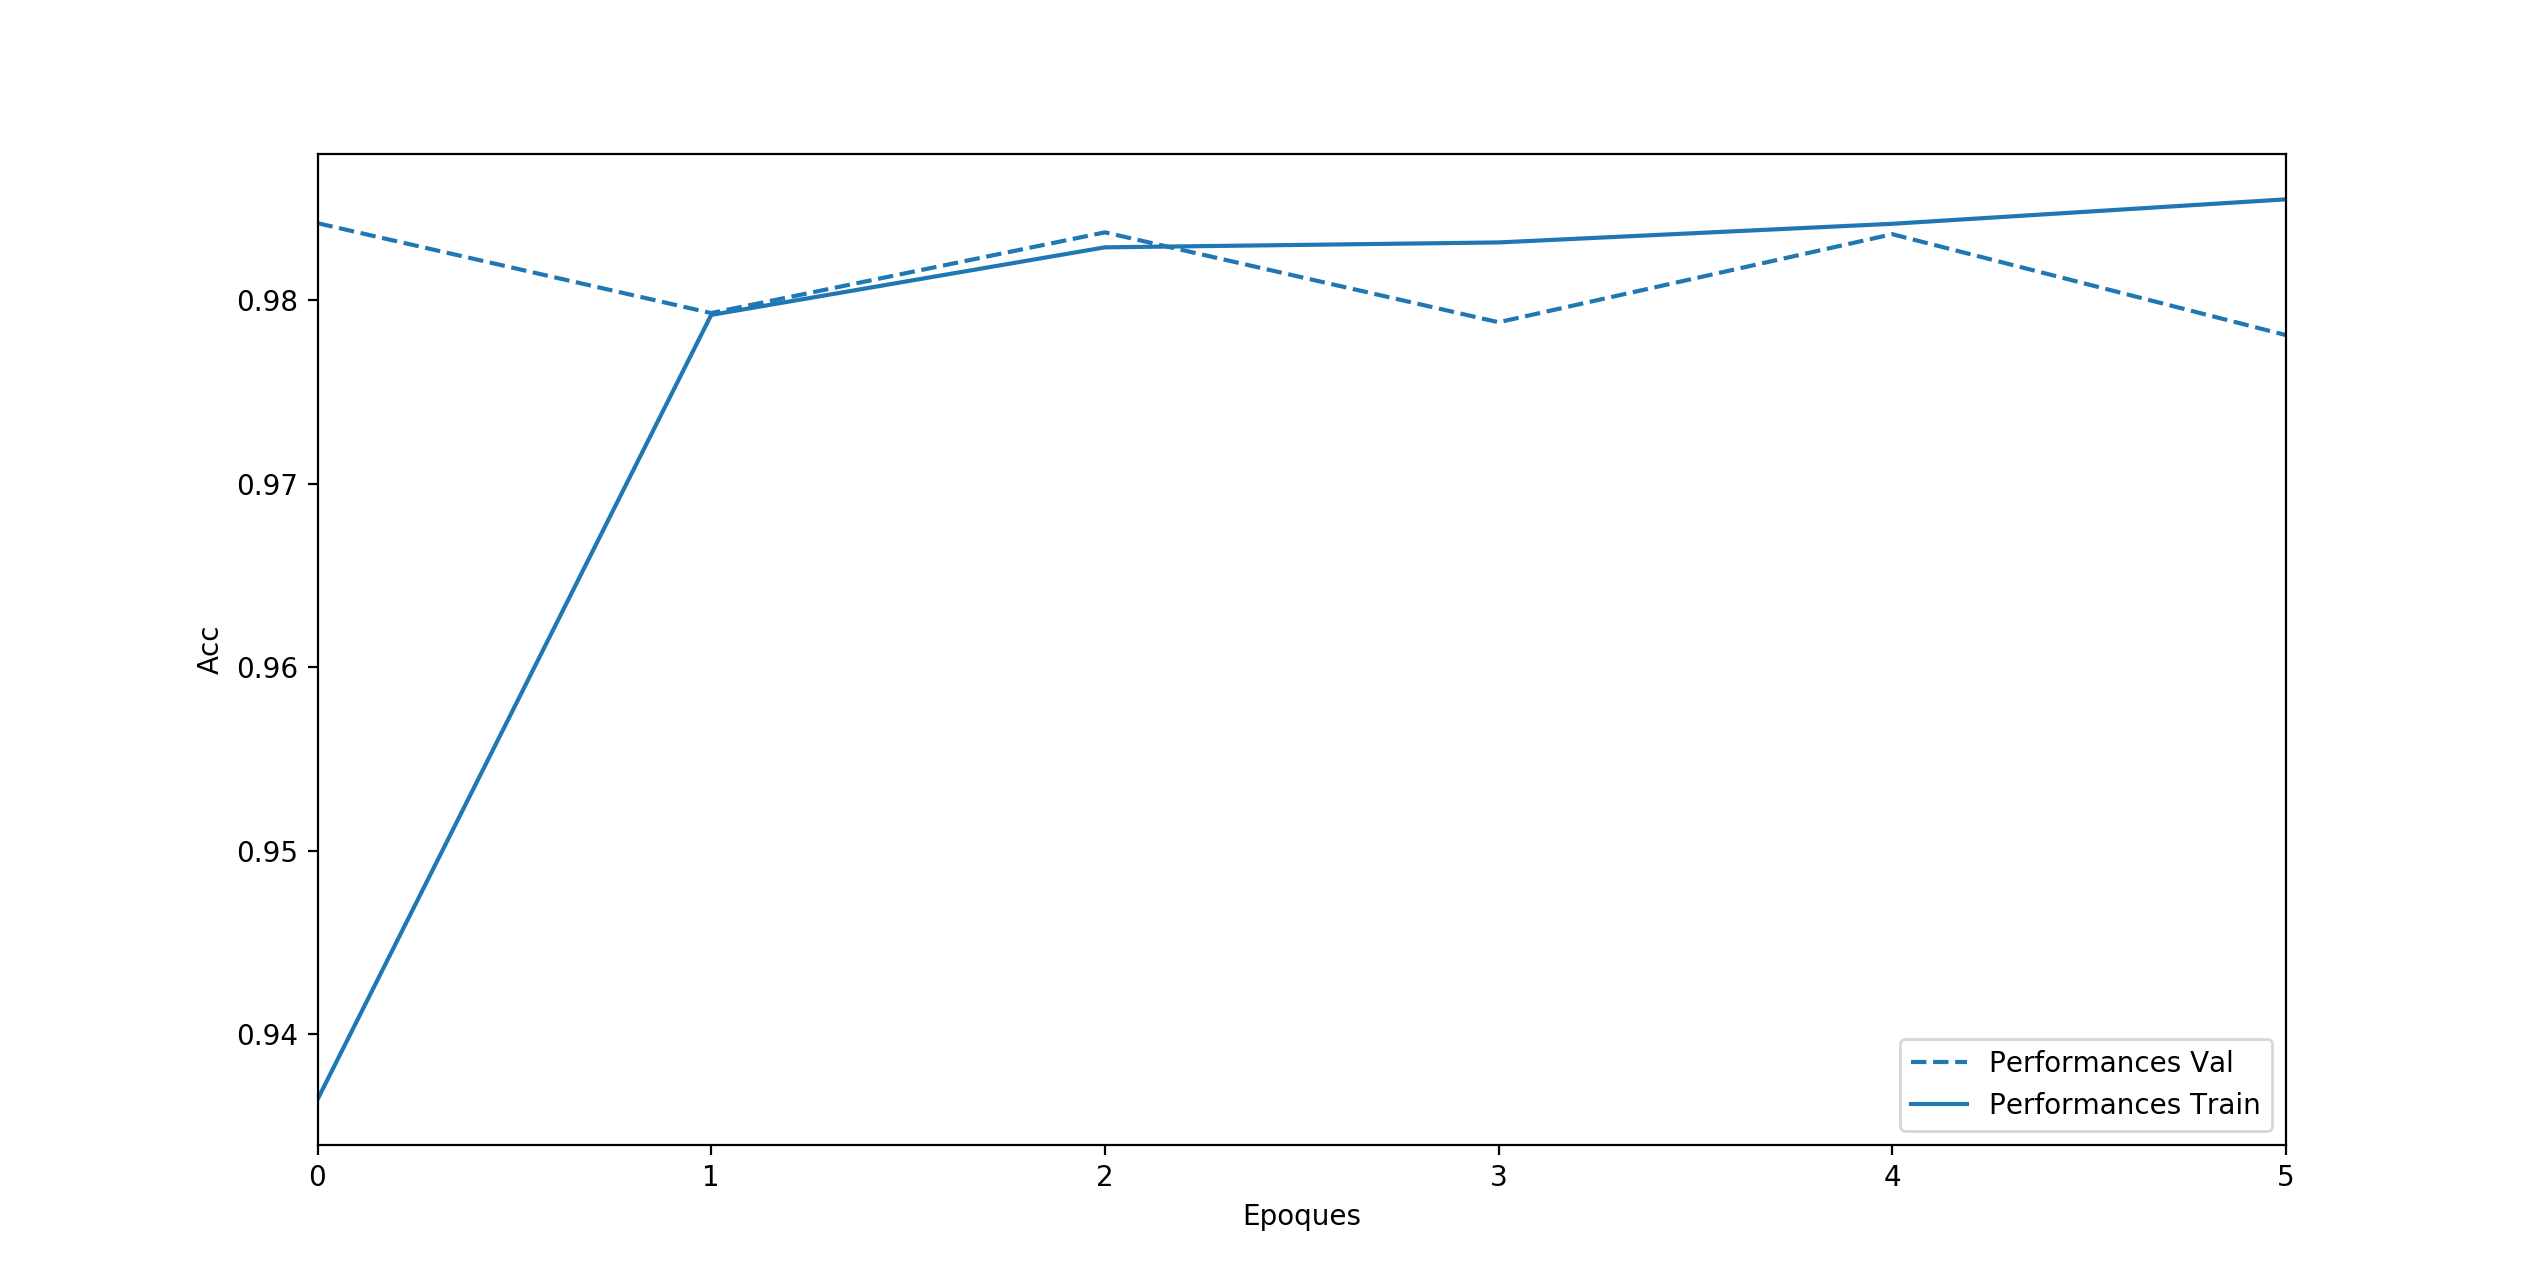 0.98
0.97
0.96
0.95
0.94
Acc
0 1 2 3 4 5
Epoques
Performances Val
Performances Train